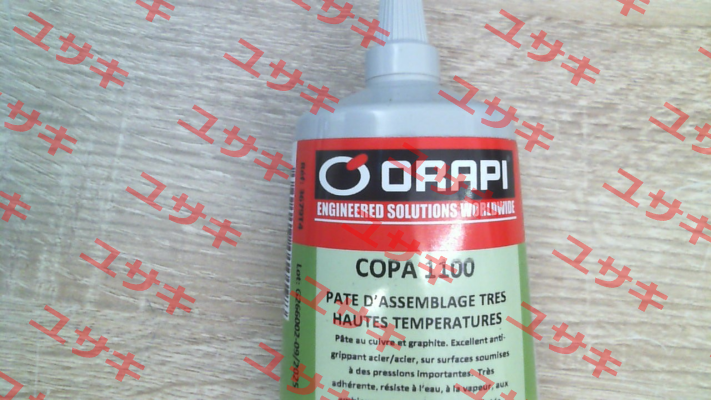 ORAPI
ENGINEERED SOLUTIONS WORLDWIDE
COPA 1100
PATE D'ASSEMBLAGE TRES
HAUTES TEMPERATURES
Pâte au cuivre et graphite. Excellent anti-
grippant acier/acier, sur surfaces soumises
à des pressions importantes. Très
adhérente, résiste à l'eau, à la vapeur, aux
ユサキ